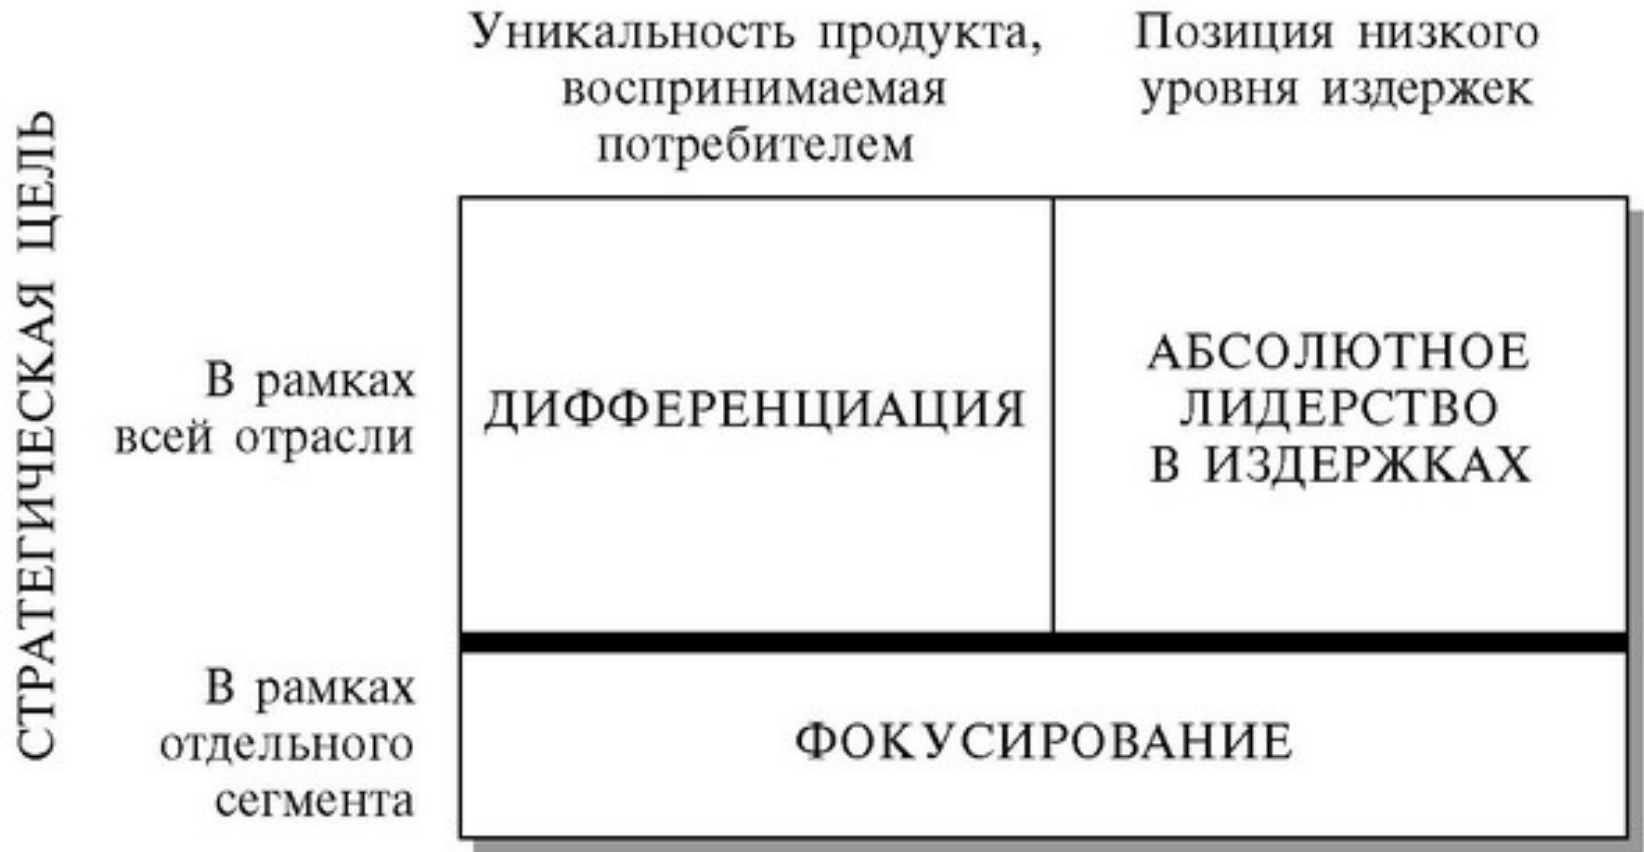 Уникальность продукта,
воспринимаемая
потребителем
Позиция низкого
уровня издержек
СТРАТЕГИЧЕСКАЯ ЦЕЛЬ
В рамках
всей отрасли
ДИФФЕРЕНЦИАЦИЯ
АБСОЛЮТНОЕ
ЛИДЕРСТВО
В ИЗДЕРЖКАХ
В рамках
отдельного
сегмента
ФОКУСИРОВАНИЕ